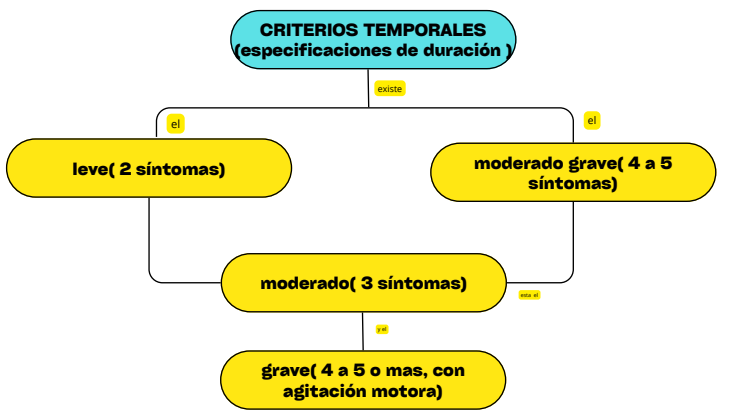 CRITERIOS TEMPORALES
(especificaciones de duración )
existe
el
el
leve( 2 síntomas)
moderado grave( 4 a 5
síntomas)
moderado( 3 síntomas)
esta el
y el
grave( 4 a 5 o mas, con
agitación motora)